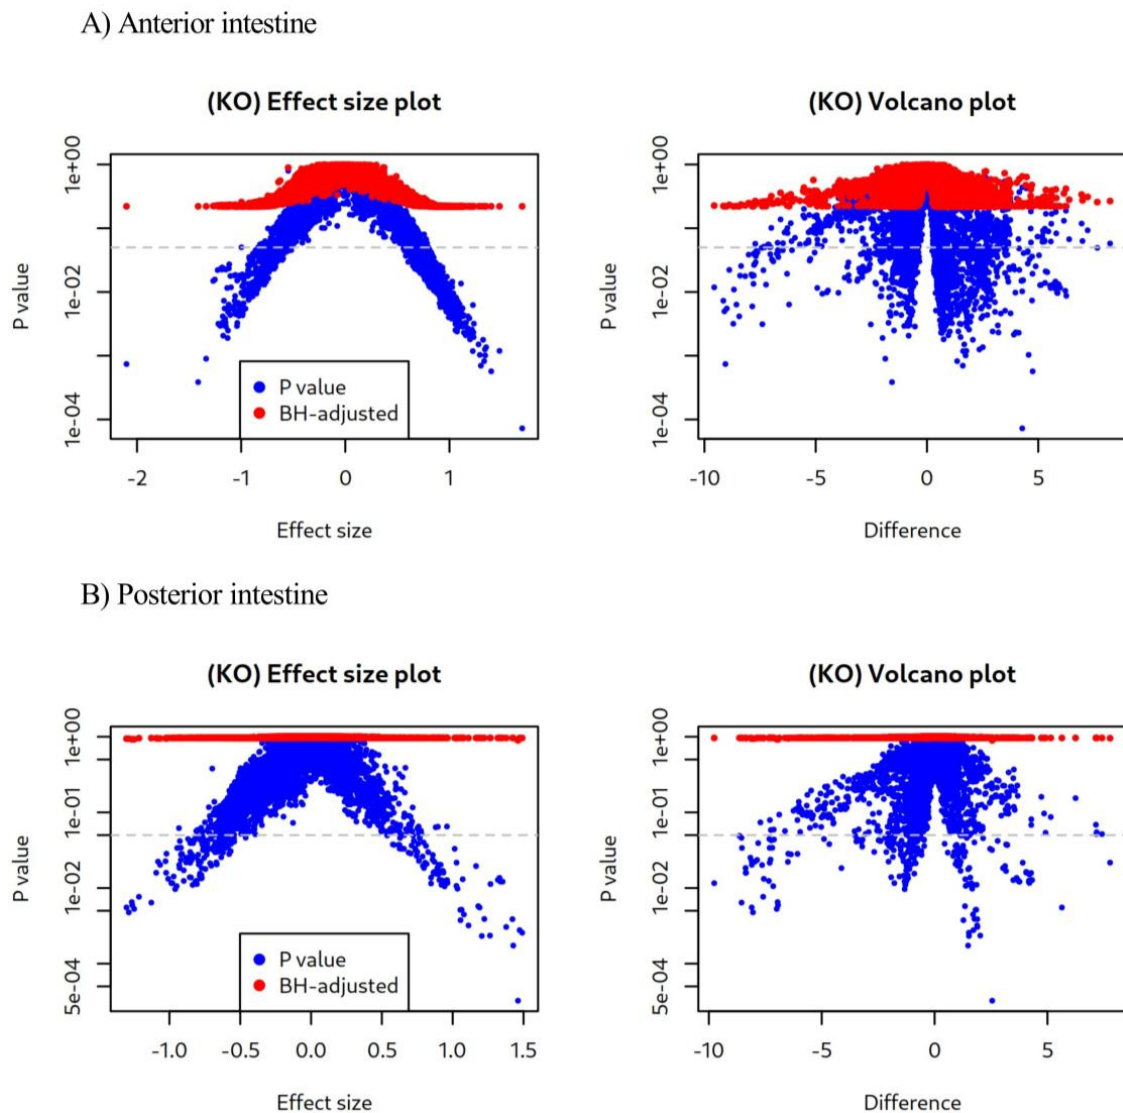 A) Anterior intestine
(KO) Effect size plot
P value
1e+00
1e-02
1e-04
P value
BH-adjusted
-2 -1 0 1
Effect size
(KO) Volcano plot
P value
1e+00
1e-02
1e-04
-10 -5 0 5
Difference
B) Posterior intestine
(KO) Effect size plot
P value
1e+00
1e-01
1e-02
5e-04
P value
BH-adjusted
-1.0 -0.5 0.0 0.5 1.0 1.5
Effect size
(KO) Volcano plot
P value
1e+00
1e-01
1e-02
5e-04
-10 -5 0 5
Difference